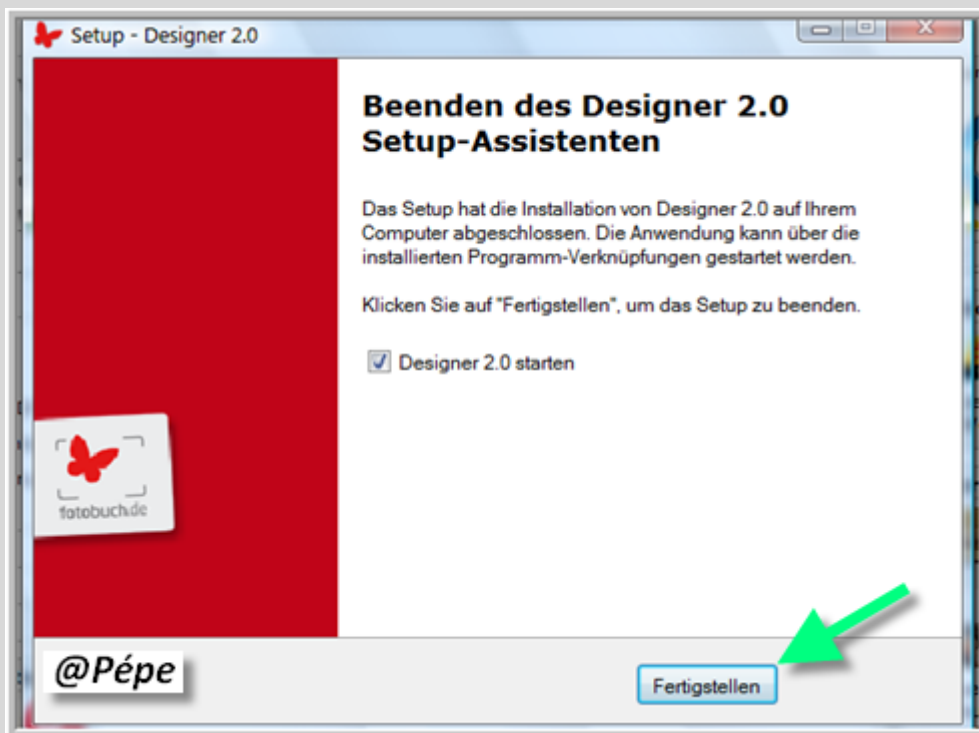 Setup - Designer 2.0
Beenden des Designer 2.0
Setup-Assistenten
Das Setup hat die Installation von Designer 2.0 auf Ihrem
Computer abgeschlossen. Die Anwendung kann über die
installierten Programm-Verknüpfungen gestartet werden.
Klicken Sie auf "Fertigstellen", um das Setup zu beenden.
Designer 2.0 starten
fotobuch.de
@Pépe
Fertigstellen